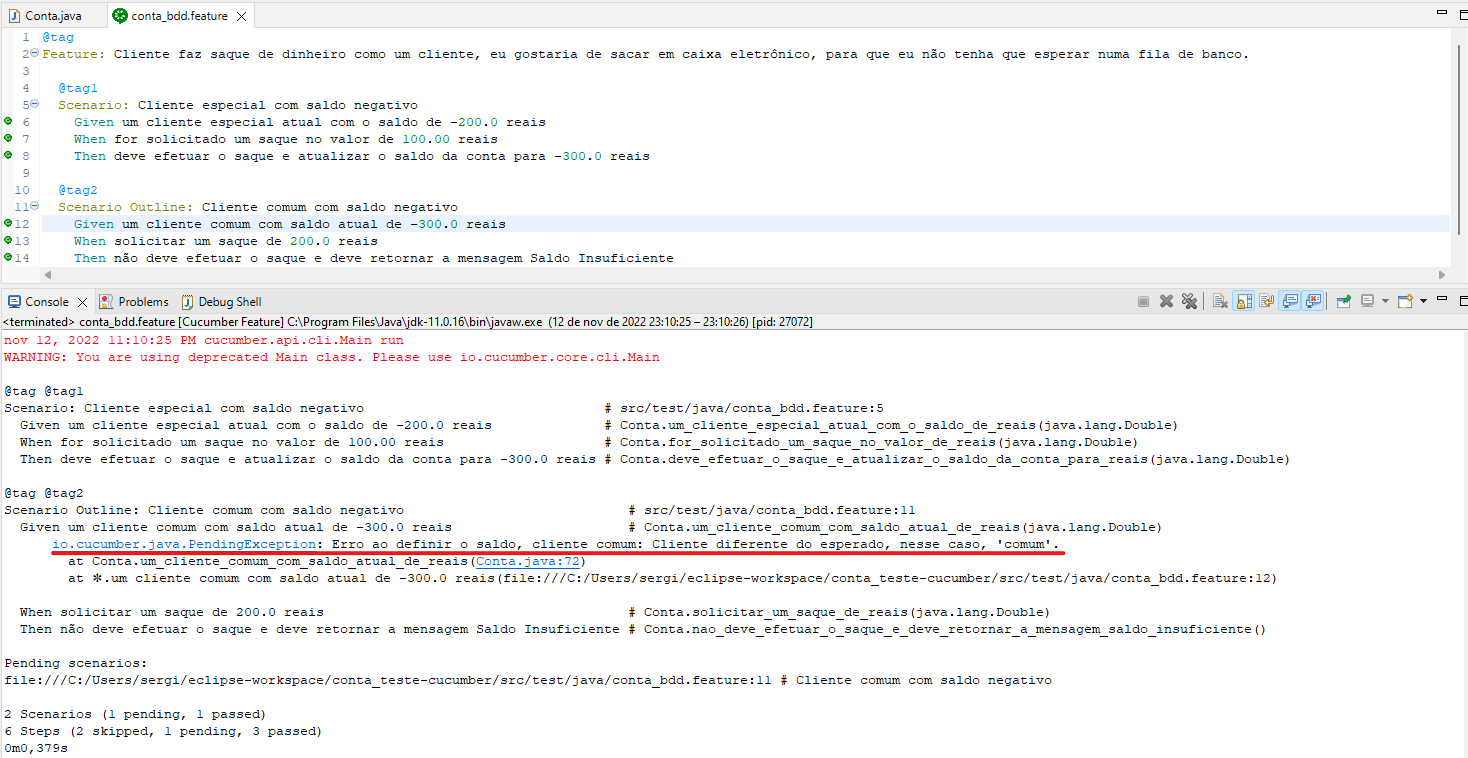 Conta.java
conta_bdd.feature
1 @tag
2 Feature: Cliente faz saque de dinheiro como um cliente, eu gostaria de sacar em caixa eletrônico, para que eu não tenha que esperar numa fila de banco.
3
4 @tag1
5 Scenario: Cliente especial com saldo negativo
6 Given um cliente especial atual com o saldo de -200.0 reais
7 When for solicitado um saque no valor de 100.00 reais
8 Then deve efetuar o saque e atualizar o saldo da conta para -300.0 reais
9
10 @tag2
11 Scenario Outline: Cliente comum com saldo negativo
12 Given um cliente comum com saldo atual de -300.0 reais
13 When solicitar um saque de 200.0 reais
14 Then não deve efetuar o saque e deve retornar a mensagem Saldo Insuficiente
Console Problems Debug Shell
<terminated> conta_bdd.feature [Cucumber Feature] C:\Program Files\Java\jdk-11.0.16\bin\javaw.exe (12 de nov de 2022 23:10:25 – 23:10:26) [pid: 27072]
nov 12, 2022 11:10:25 PM cucumber.api.cli.Main run
WARNING: You are using deprecated Main class. Please use io.cucumber.core.cli.Main
@tag @tag1
Scenario: Cliente especial com saldo negativo # src/test/java/conta_bdd.feature:5
Given um cliente especial atual com o saldo de -200.0 reais # Conta.um_cliente_especial_atual_com_o_saldo_de_reais(java.lang.Double)
When for solicitado um saque no valor de 100.00 reais # Conta.for_solicitado_um_saque_no_valor_de_reais(java.lang.Double)
Then deve efetuar o saque e atualizar o saldo da conta para -300.0 reais # Conta.deve_efetuar_o_saque_e_atualizar_o_saldo_da_conta_para_reais(java.lang.Double)
@tag @tag2
Scenario Outline: Cliente comum com saldo negativo # src/test/java/conta_bdd.feature:11
Given um cliente comum com saldo atual de -300.0 reais # Conta.um_cliente_comum_com_saldo_atual_de_reais(java.lang.Double)
io.cucumber.java.PendingException: Erro ao definir o saldo, cliente comum: Cliente diferente do esperado, nesse caso, 'comum'.
at Conta.um_cliente_comum_com_saldo_atual_de_reais(Conta.java:72)
at *.um cliente comum com saldo atual de -300.0 reais(file:///C:/Users/sergi/eclipse-workspace/conta_teste-cucumber/src/test/java/conta_bdd.feature:12)
When solicitar um saque de 200.0 reais # Conta.solicitar_um_saque_de_reais(java.lang.Double)
Then não deve efetuar o saque e deve retornar a mensagem Saldo Insuficiente # Conta.nao_deve_efetuar_o_saque_e_deve_retornar_a_mensagem_saldo_insuficiente()
Pending scenarios:
file:///C:/Users/sergi/eclipse-workspace/conta_teste-cucumber/src/test/java/conta_bdd.feature:11 # Cliente comum com saldo negativo
2 Scenarios (1 pending, 1 passed)
6 Steps (2 skipped, 1 pending, 3 passed)
0m0,379s